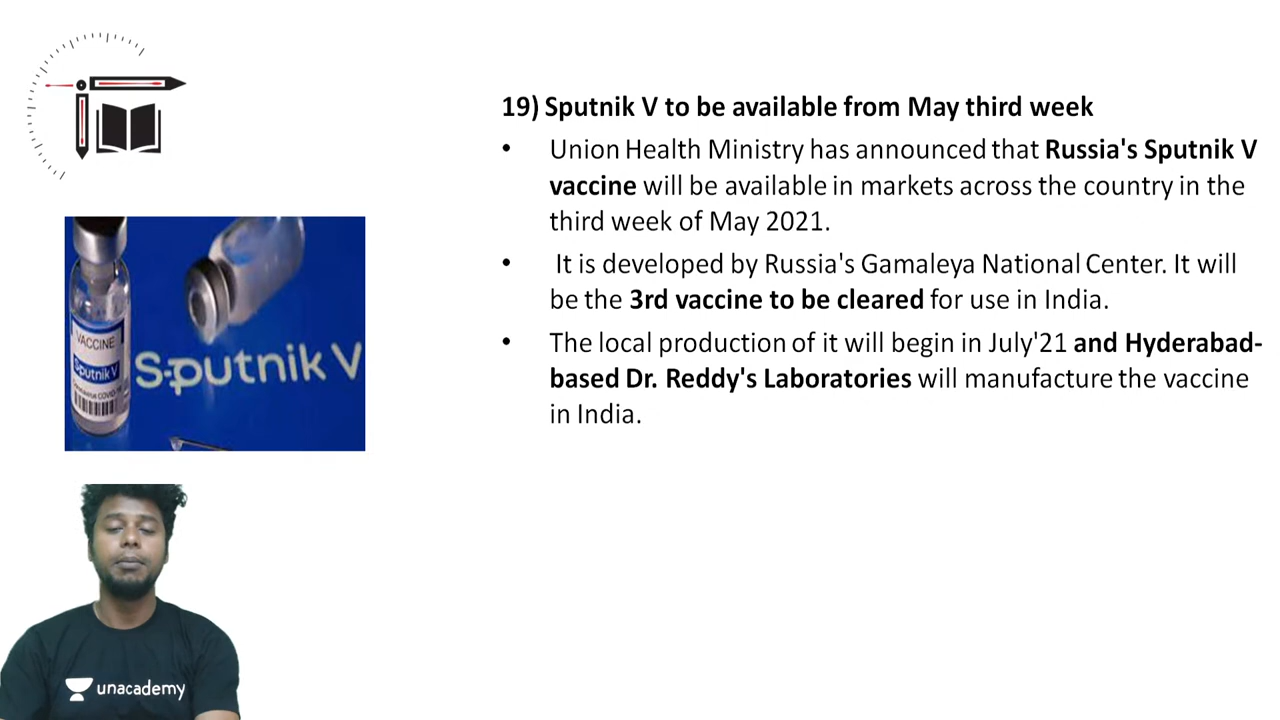 19) Sputnik V to be available from May third week
• Union Health Ministry has announced that Russia's Sputnik V
vaccine will be available in markets across the country in the
third week of May 2021.
• It is developed by Russia's Gamaleya National Center. It will
be the 3rd vaccine to be cleared for use in India.
• The local production of it will begin in July'21 and Hyderabad-
based Dr. Reddy's Laboratories will manufacture the vaccine
in India.
VACCINE
Sputnik V
Sputnik V
unacademy